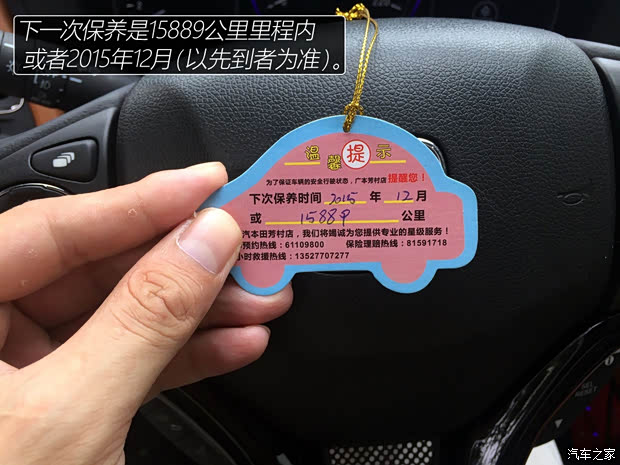 下一次保养是15889公里里程内
或者2015年12月(以先到者为准)。
温馨提示
为了保证车辆的安全行驶状态,广本芳村店提醒您!
下次保养时间 2015 年 12 月
或 15889 公里
汽本田芳村店,我们将竭诚为您提供专业的星级服务!
预约热线:61109800 保险理赔热线:81591718
小时救援热线:13527707277
SEL
RESET
汽车之家